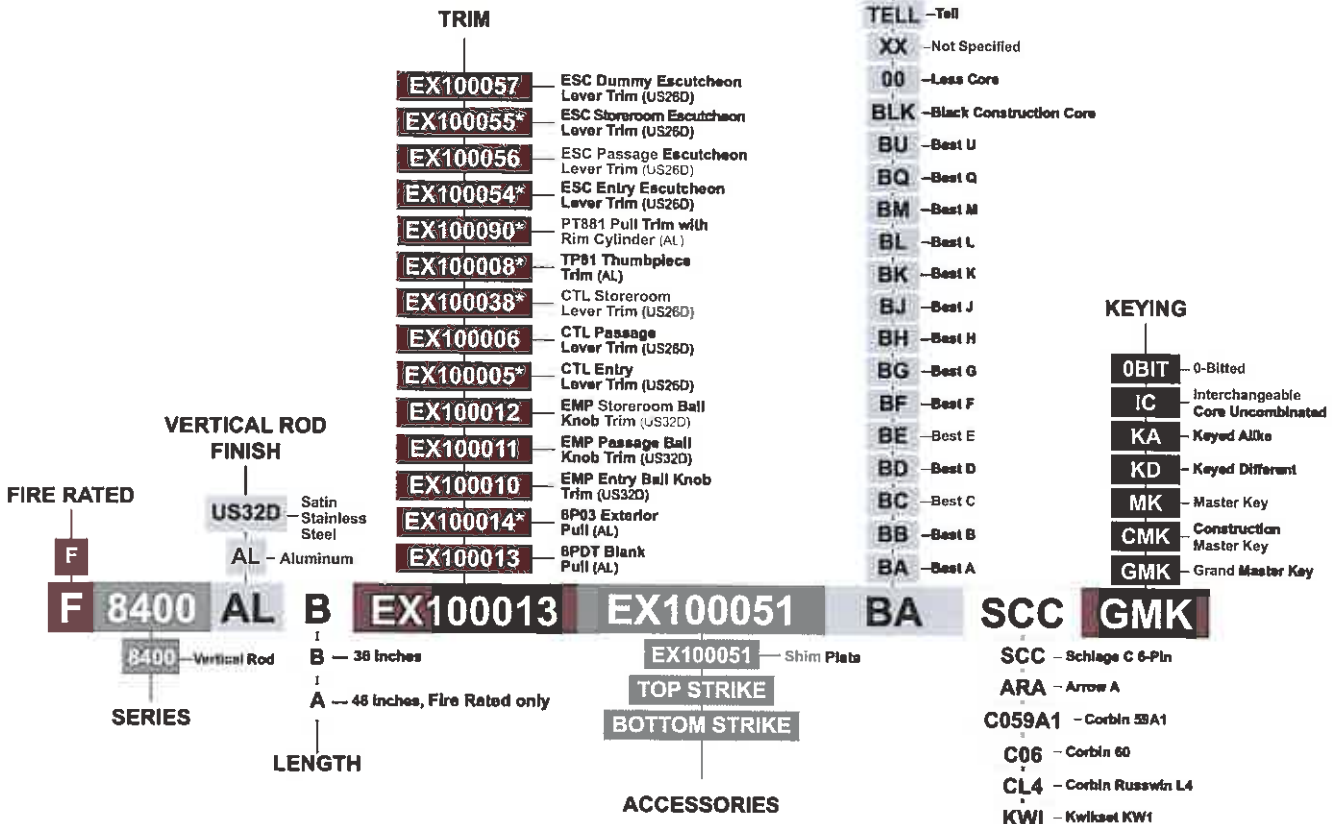 TRIM
EX100057
ESC Dummy Escutcheon
Lever Trim (US26D)
EX100055*
ESC Storeroom Escutcheon
Lever Trim (US26D)
EX100056
ESC Passage Escutcheon
Lever Trim (US26D)
EX100054*
ESC Entry Escutcheon
Lever Trim (US26D)
EX100090*
PT881 Pull Trim with
Rim Cylinder (AL)
EX100008*
TP81 Thumbpiece
Trim (AL)
EX100038*
CTL Storeroom
Lever Trim (US26D)
EX100006
CTL Passage
Lever Trim (US26D)
EX100005*
CTL Entry
Lever Trim (US26D)
EX100012
EMP Storeroom Ball
Knob Trim (US32D)
EX100011
EMP Passage Ball
Knob Trim (US32D)
EX100010
EMP Entry Ball Knob
Trim (US32D)
EX100014*
8P03 Exterior
Pull (AL)
EX100013
8PDT Blank
Pull (AL)
TELL – Tell
XX – Not Specified
00 – Less Core
BLK – Black Construction Core
BU – Best U
BQ – Best Q
BM – Best M
BL – Best L
BK – Best K
BJ – Best J
BH – Best H
BG – Best G
BF – Best F
BE – Best E
BD – Best D
BC – Best C
BB – Best B
BA – Best A
KEYING
0BIT – 0-Bitted
IC – Interchangeable
Core Uncombinated
KA – Keyed Alike
KD – Keyed Different
MK – Master Key
CMK – Construction
Master Key
GMK – Grand Master Key
VERTICAL ROD
FINISH
US32D – Satin
Stainless
Steel
AL – Aluminum
FIRE RATED
F
F 8400 AL B EX100013 EX100051 BA SCC GMK
8400 – Vertical Rod
SERIES
B – 36 Inches
A – 48 Inches, Fire Rated only
LENGTH
EX100051 – Shim Plate
TOP STRIKE
BOTTOM STRIKE
ACCESSORIES
SCC – Schlage C 6-Pin
ARA – Arrow A
C059A1 – Corbin 59A1
C06 – Corbin 60
CL4 – Corbin Russwin L4
KWI – Kwikset KW1